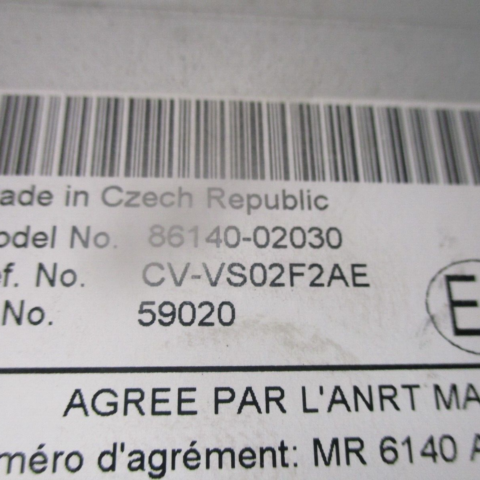 ade in Czech Republic
odel No. 86140-02030
ef. No. CV-VS02F2AE
No. 59020
E
AGREE PAR L'ANRT MA
méro d'agrément: MR 6140 A